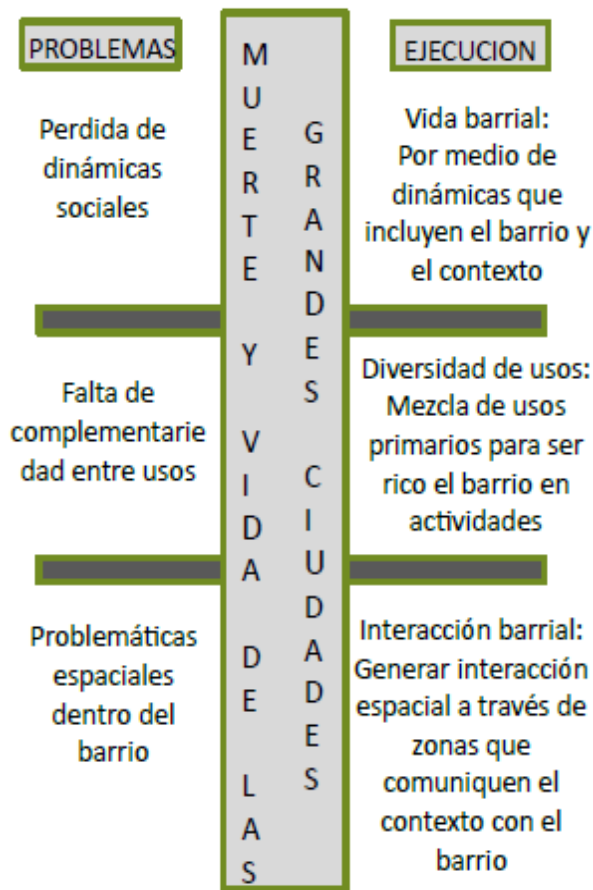 PROBLEMAS
Perdida de
dinámicas
sociales
Falta de
complementarie
dad entre usos
Problemáticas
espaciales
dentro del
barrio
MUERTE Y VIDA DE LAS
GRANDES CIUDADES
EJECUCION
Vida barrial:
Por medio de
dinámicas que
incluyen el barrio y
el contexto
Diversidad de usos:
Mezcla de usos
primarios para ser
rico el barrio en
actividades
Interacción barrial:
Generar interacción
espacial a través de
zonas que
comuniquen el
contexto con el
barrio